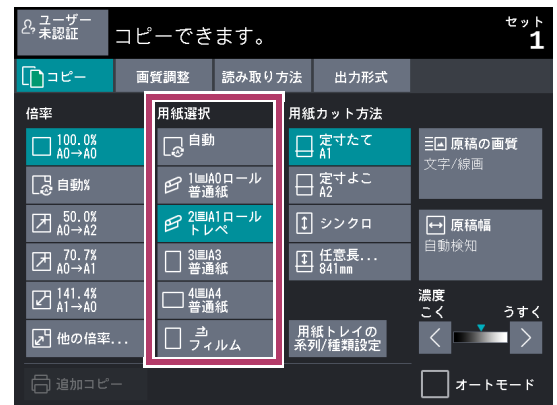 ユーザー
未認証
コピーできます。
セット
1
コピー
画質調整
読み取り方法
出力形式
倍率
100.0%
A0→A0
自動%
50.0%
A0→A2
70.7%
A0→A1
141.4%
A1→A0
他の倍率...
用紙選択
自動
1 A0ロール
普通紙
2 A1ロール
トレペ
3 A3
普通紙
4 A4
普通紙
フィルム
用紙カット方法
定寸たて
A1
定寸よこ
A2
シンクロ
任意長...
841mm
用紙トレイの
系列/種類設定
原稿の画質
文字/線画
原稿幅
自動検知
濃度
こく うすく
追加コピー
オートモード